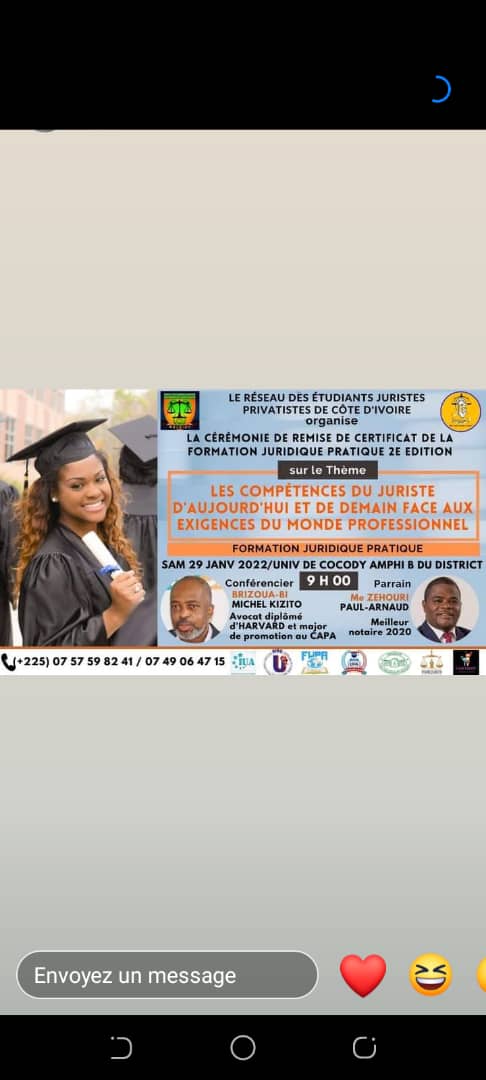 LE RÉSEAU DES ÉTUDIANTS JURISTES
PRIVATISTES DE CÔTE D'IVOIRE
organise
LA CÉRÉMONIE DE REMISE DE CERTIFICAT DE LA
FORMATION JURIDIQUE PRATIQUE 2E EDITION
sur le Thème
LES COMPÉTENCES DU JURISTE
D'AUJOURD'HUI ET DE DEMAIN FACE AUX
EXIGENCES DU MONDE PROFESSIONNEL
FORMATION JURIDIQUE PRATIQUE
SAM 29 JANV 2022/UNIV DE COCODY AMPHI B DU DISTRICT
9 H 00
Conférencier
BRIZOUA-BI
MICHEL KIZITO
Avocat diplômé
d'HARVARD et major
de promotion au CAPA
Parrain
Me ZEHOURI
PAUL-ARNAUD
Meilleur
notaire 2020
(+225) 07 57 59 82 41 / 07 49 06 47 15
IUA
Envoyez un message